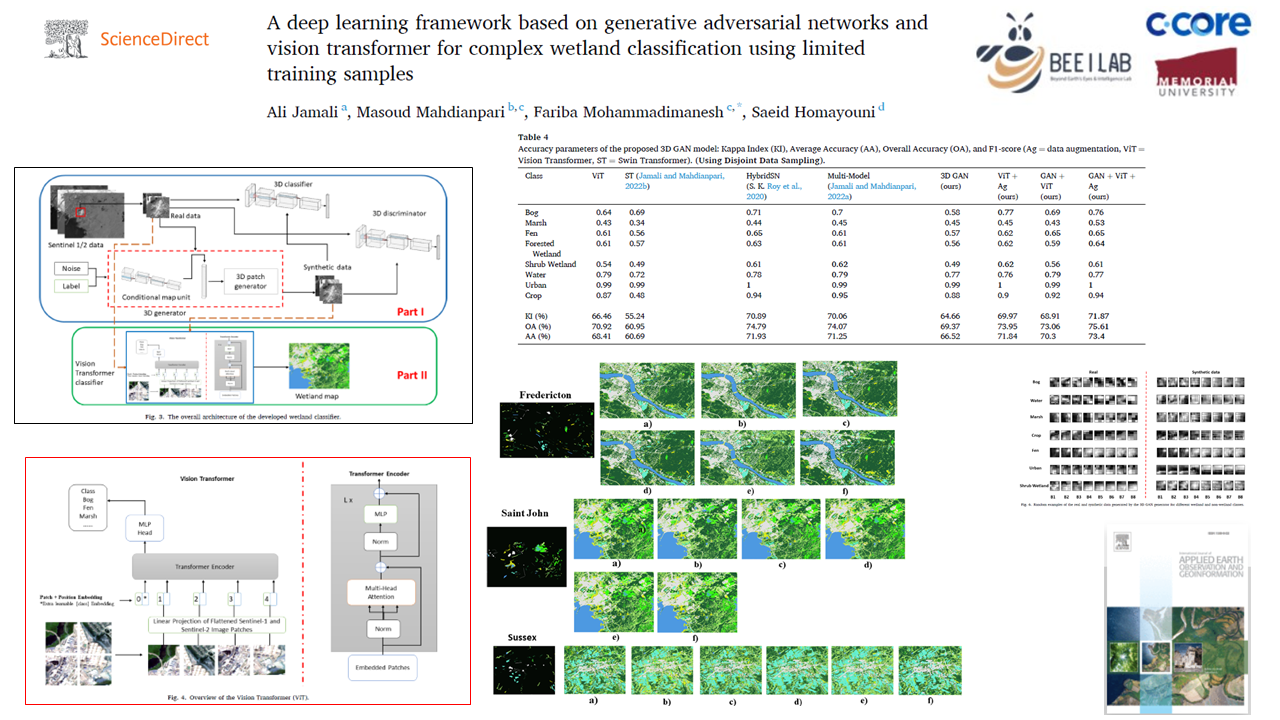 ScienceDirect
A deep learning framework based on generative adversarial networks and
vision transformer for complex wetland classification using limited
training samples
Ali Jamali a, Masoud Mahdianpari b,c, Fariba Mohammadimanesh c,*, Saeid Homayouni d
BEE I LAB
Beyond Earth's Eyes & Intelligence Lab
c·core
MEMORIAL
UNIVERSITY
Sentinel 1/2 data
Real data
3D classifier
3D discriminator
Noise
Label
Conditional map unit
3D patch
generator
3D generator
Synthetic data
Part I
Vision
Transformer
classifier
Wetland map
Part II
Fig. 3. The overall architecture of the developed wetland classifier.
Vision Transformer
Class
Bog
Fen
Marsh
......
MLP
Head
Transformer Encoder
Patch + Position Embedding
*Extra learnable [class] Embedding
0 * 1 2 3 4
Linear Projection of Flattened Sentinel-1 and
Sentinel-2 Image Patches
Transformer Encoder
L x
MLP
Norm
Multi-Head
Attention
Norm
Embedded Patches
Fig. 4. Overview of the Vision Transformer (ViT).
Table 4
Accuracy parameters of the proposed 3D GAN model: Kappa Index (KI), Average Accuracy (AA), Overall Accuracy (OA), and F1-score (Ag = data augmentation, ViT =
Vision Transformer, ST = Swin Transformer). (Using Disjoint Data Sampling).
Class ViT ST (Jamali and Mahdianpari, 2022b) HybridSN (S. K. Roy et al., 2020) Multi-Model (Jamali and Mahdianpari, 2022a) 3D GAN (ours) ViT + Ag (ours) GAN + ViT (ours) GAN + ViT + Ag (ours)
Bog 0.64 0.69 0.71 0.7 0.58 0.77 0.69 0.76
Marsh 0.43 0.34 0.44 0.45 0.45 0.45 0.43 0.53
Fen 0.61 0.56 0.65 0.61 0.57 0.62 0.65 0.65
Forested Wetland 0.61 0.57 0.63 0.61 0.56 0.62 0.59 0.64
Shrub Wetland 0.54 0.49 0.61 0.62 0.49 0.62 0.56 0.61
Water 0.79 0.72 0.78 0.79 0.77 0.76 0.79 0.77
Urban 0.99 0.99 1 0.99 0.99 1 0.99 1
Crop 0.87 0.48 0.94 0.95 0.88 0.9 0.92 0.94
KI (%) 66.46 55.24 70.89 70.06 64.66 69.97 68.91 71.87
OA (%) 70.92 60.95 74.79 74.07 69.37 73.95 73.06 75.61
AA (%) 68.41 60.69 71.93 71.25 66.52 71.84 70.3 73.4
Fredericton
a) b) c)
d) e) f)
Saint John
a) b) c) d)
e) f)
Sussex
a) b) c) d) e) f)
Real Synthetic data
Bog
Water
Marsh
Crop
Fen
Urban
Shrub Wetland
B1 B2 B3 B4 B5 B6 B7 B8 B1 B2 B3 B4 B5 B6 B7 B8
APPLIED EARTH
OBSERVATION AND
GEOINFORMATION